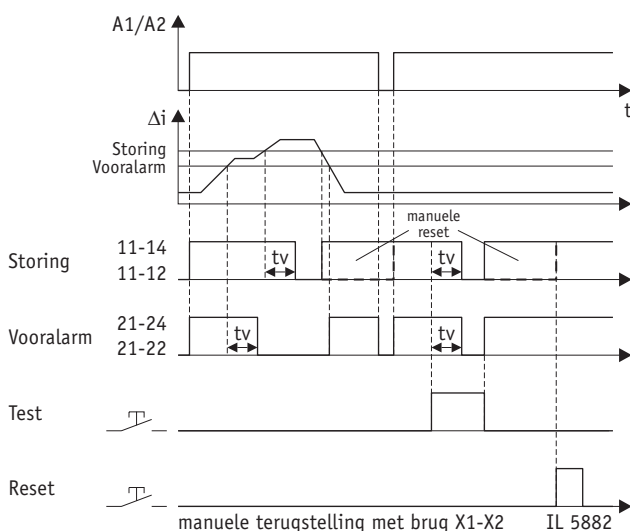 A1/A2
t
Δi
Storing
Vooralarm
manuele
reset
Storing
11-14
11-12
tv
tv
Vooralarm
21-24
21-22
tv
tv
Test
Reset
manuele terugstelling met brug X1-X2
IL 5882